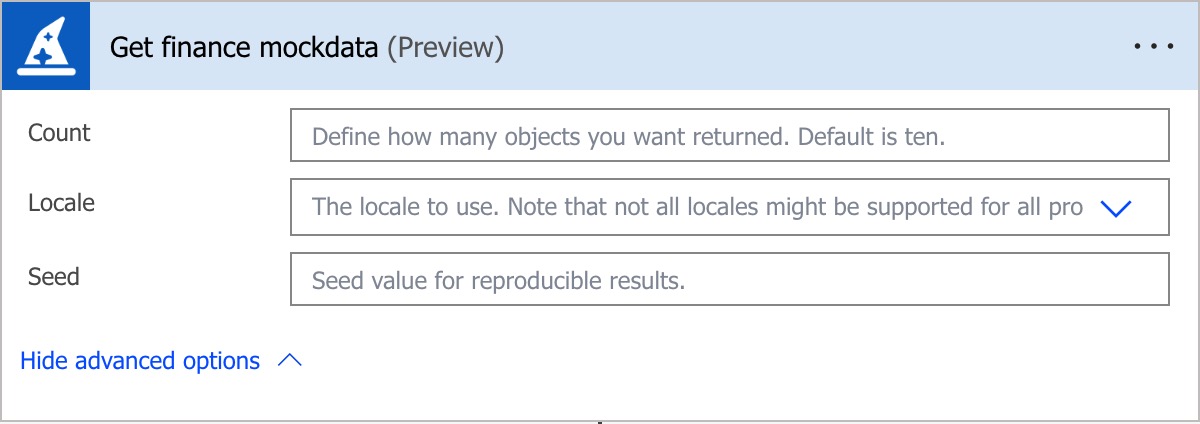 Get finance mockdata (Preview)
Count
Define how many objects you want returned. Default is ten.
Locale
The locale to use. Note that not all locales might be supported for all pro
Seed
Seed value for reproducible results.
Hide advanced options